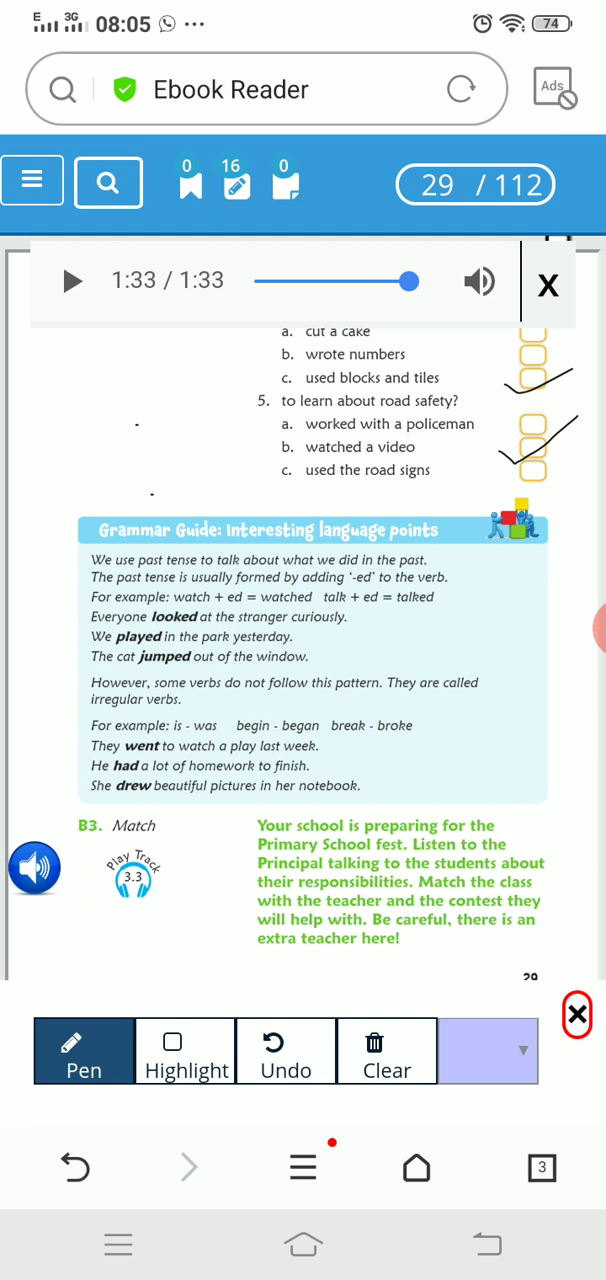 E 3G 08:05 74
Ebook Reader Ads
0 16 0 29 / 112
1:33 / 1:33 X
a. cut a cake
b. wrote numbers
c. used blocks and tiles
5. to learn about road safety?
a. worked with a policeman
b. watched a video
c. used the road signs
Grammar Guide: Interesting language points
We use past tense to talk about what we did in the past.
The past tense is usually formed by adding '-ed' to the verb.
For example: watch + ed = watched talk + ed = talked
Everyone looked at the stranger curiously.
We played in the park yesterday.
The cat jumped out of the window.
However, some verbs do not follow this pattern. They are called
irregular verbs.
For example: is - was begin - began break - broke
They went to watch a play last week.
He had a lot of homework to finish.
She drew beautiful pictures in her notebook.
B3. Match
Play Track
3.3
Your school is preparing for the
Primary School fest. Listen to the
Principal talking to the students about
their responsibilities. Match the class
with the teacher and the contest they
will help with. Be careful, there is an
extra teacher here!
29
Pen Highlight Undo Clear
3